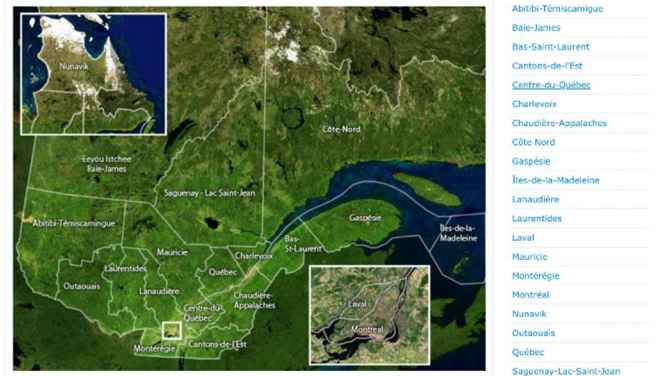 Nunavik
Côte-Nord
Eeyou Istchee
Baie-James
Saguenay - Lac Saint-Jean
Abitibi-Témiscamingue
Gaspésie
Îles-de-la-
Madeleine
Bas-
St-Laurent
Mauricie
Charlevoix
Laurentides
Québec
Outaouais
Lanaudière
Chaudière-
Appalaches
Centre-du-
Québec
Laval
Montreal
Montérégie
Cantons-de-l'Est
Abitibi-Témiscamigue
Baie-James
Bas-Saint-Laurent
Cantons-de-l'Est
Centre-du-Québec
Charlevoix
Chaudière-Appalaches
Côte Nord
Gaspésie
Îles-de-la-Madeleine
Lanaudière
Laurentides
Laval
Mauricie
Montérégie
Montréal
Nunavik
Outaouais
Québec
Saguenay-Lac-Saint-Jean